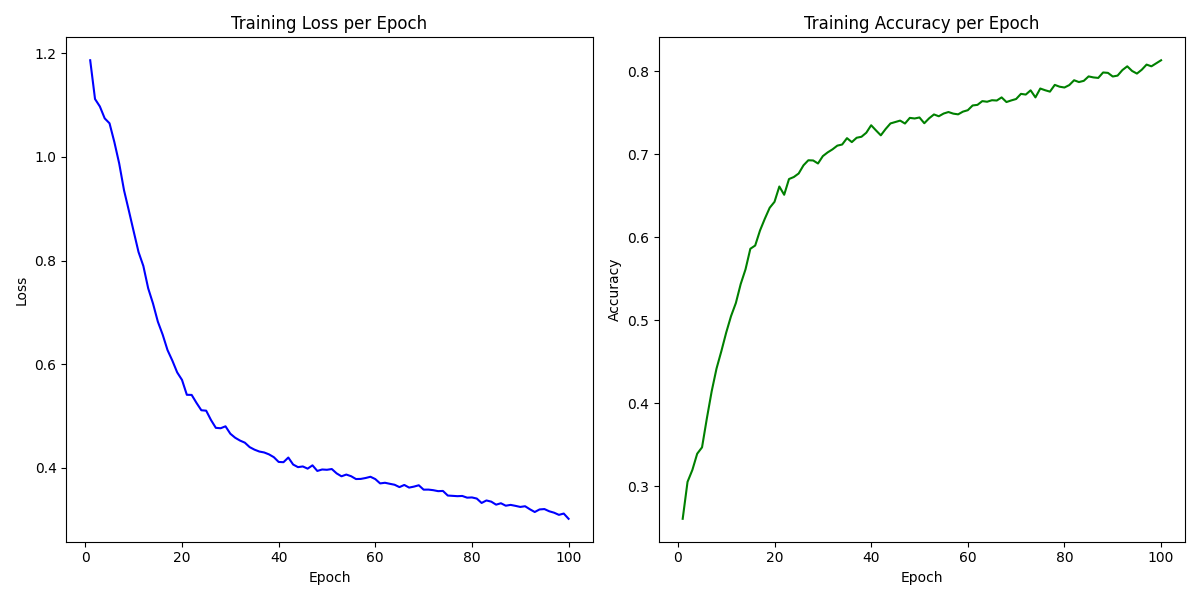 Training Loss per Epoch
1.2
1.0
0.8
0.6
0.4
Loss
0 20 40 60 80 100
Epoch
Training Accuracy per Epoch
0.8
0.7
0.6
0.5
0.4
0.3
Accuracy
0 20 40 60 80 100
Epoch